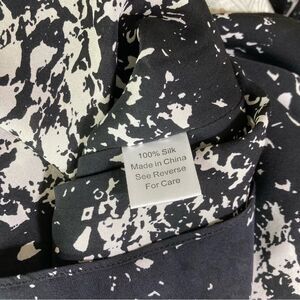 100% Silk
Made in China
See Reverse
For Care